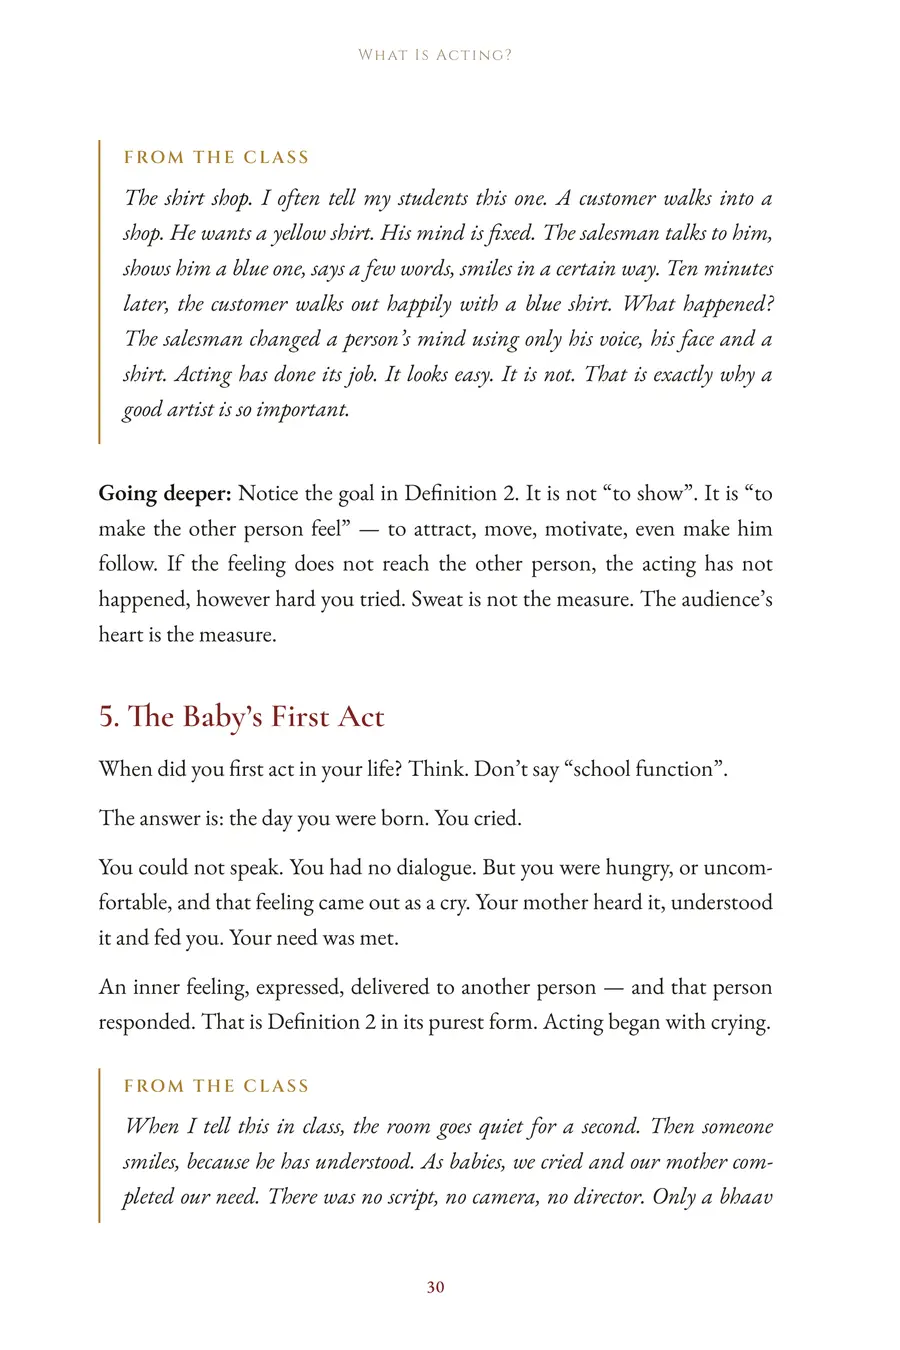 What Is Acting?
FROM THE CLASS
The shirt shop. I often tell my students this one. A customer walks into a
shop. He wants a yellow shirt. His mind is fixed. The salesman talks to him,
shows him a blue one, says a few words, smiles in a certain way. Ten minutes
later, the customer walks out happily with a blue shirt. What happened?
The salesman changed a person’s mind using only his voice, his face and a
shirt. Acting has done its job. It looks easy. It is not. That is exactly why a
good artist is so important.
Going deeper: Notice the goal in Definition 2. It is not “to show”. It is “to
make the other person feel” — to attract, move, motivate, even make him
follow. If the feeling does not reach the other person, the acting has not
happened, however hard you tried. Sweat is not the measure. The audience’s
heart is the measure.
5. The Baby’s First Act
When did you first act in your life? Think. Don’t say “school function”.
The answer is: the day you were born. You cried.
You could not speak. You had no dialogue. But you were hungry, or uncom-
fortable, and that feeling came out as a cry. Your mother heard it, understood
it and fed you. Your need was met.
An inner feeling, expressed, delivered to another person — and that person
responded. That is Definition 2 in its purest form. Acting began with crying.
FROM THE CLASS
When I tell this in class, the room goes quiet for a second. Then someone
smiles, because he has understood. As babies, we cried and our mother com-
pleted our need. There was no script, no camera, no director. Only a bhaav
30